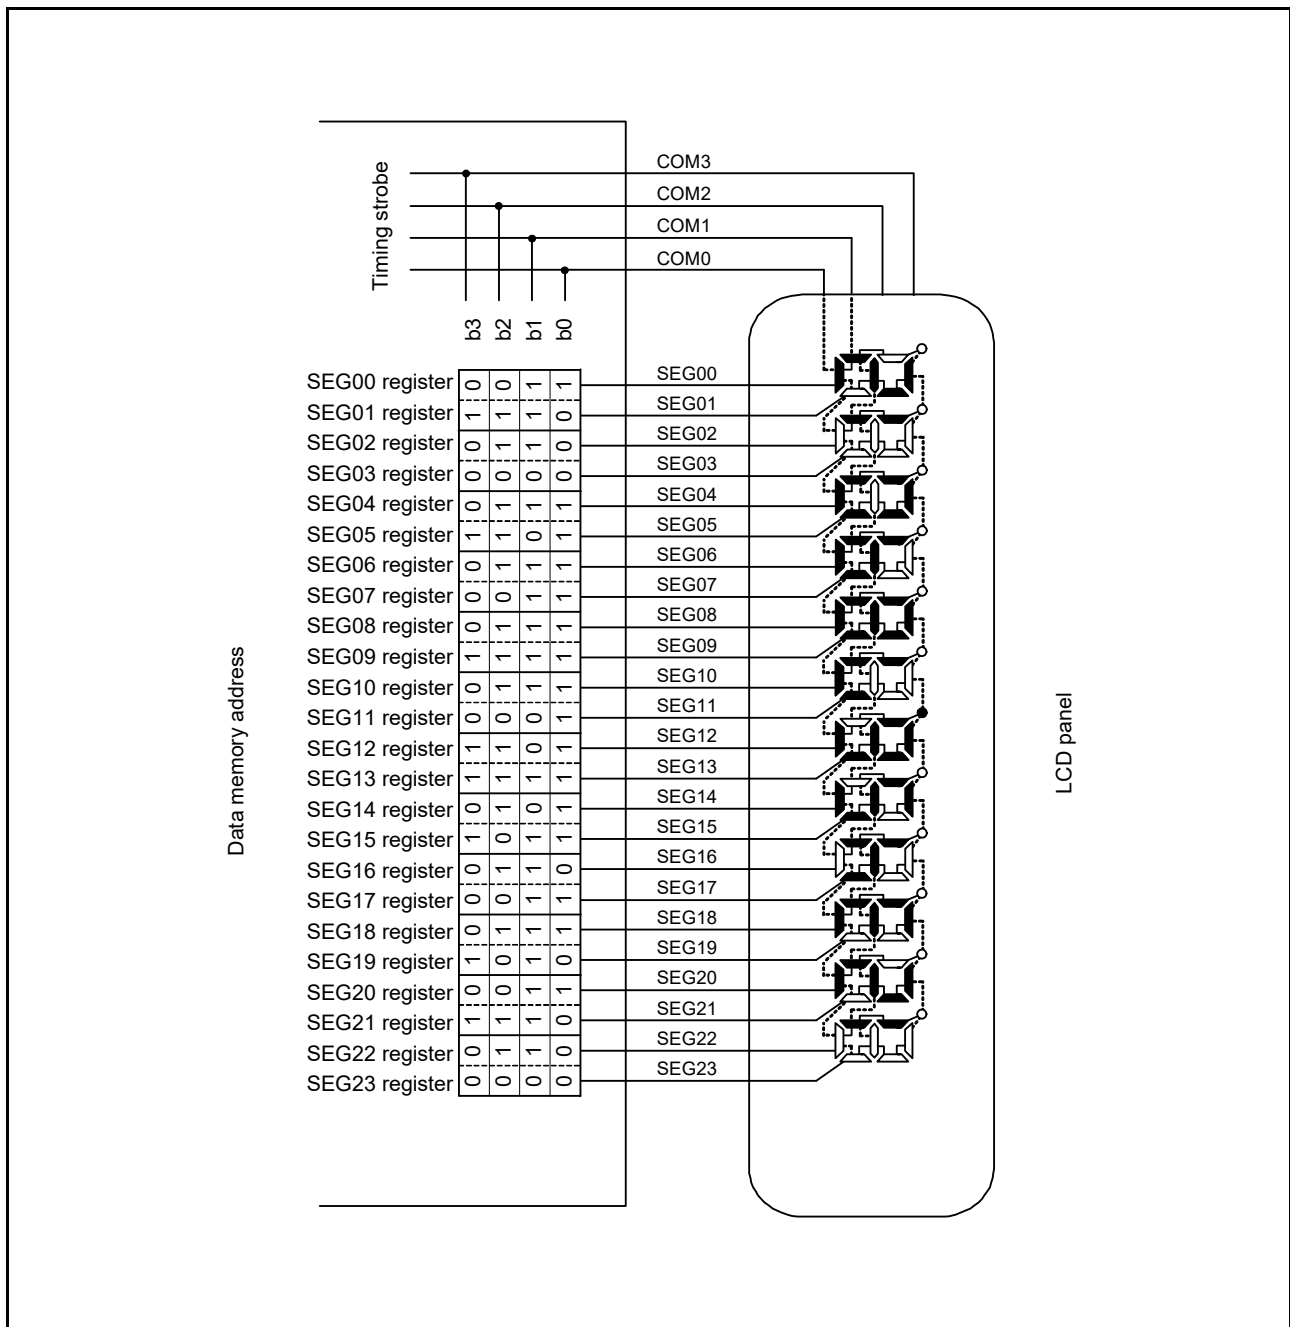 COM3
COM2
COM1
COM0
Timing strobe
b3 b2 b1 b0
SEG00 register 0 0 1 1 SEG00
SEG01 register 1 1 1 0 SEG01
SEG02 register 0 1 1 0 SEG02
SEG03 register 0 0 0 0 SEG03
SEG04 register 0 1 1 1 SEG04
SEG05 register 1 1 0 1 SEG05
SEG06 register 0 1 1 1 SEG06
SEG07 register 0 0 1 1 SEG07
SEG08 register 0 1 1 1 SEG08
SEG09 register 1 1 1 1 SEG09
SEG10 register 0 1 1 1 SEG10
SEG11 register 0 0 0 1 SEG11
SEG12 register 1 1 0 1 SEG12
SEG13 register 1 1 1 1 SEG13
SEG14 register 0 1 0 1 SEG14
SEG15 register 1 0 1 1 SEG15
SEG16 register 0 1 1 0 SEG16
SEG17 register 0 0 1 1 SEG17
SEG18 register 0 1 1 1 SEG18
SEG19 register 1 0 1 0 SEG19
SEG20 register 0 0 1 1 SEG20
SEG21 register 1 1 1 0 SEG21
SEG22 register 0 1 1 0 SEG22
SEG23 register 0 0 0 0 SEG23
Data memory address
LCD panel